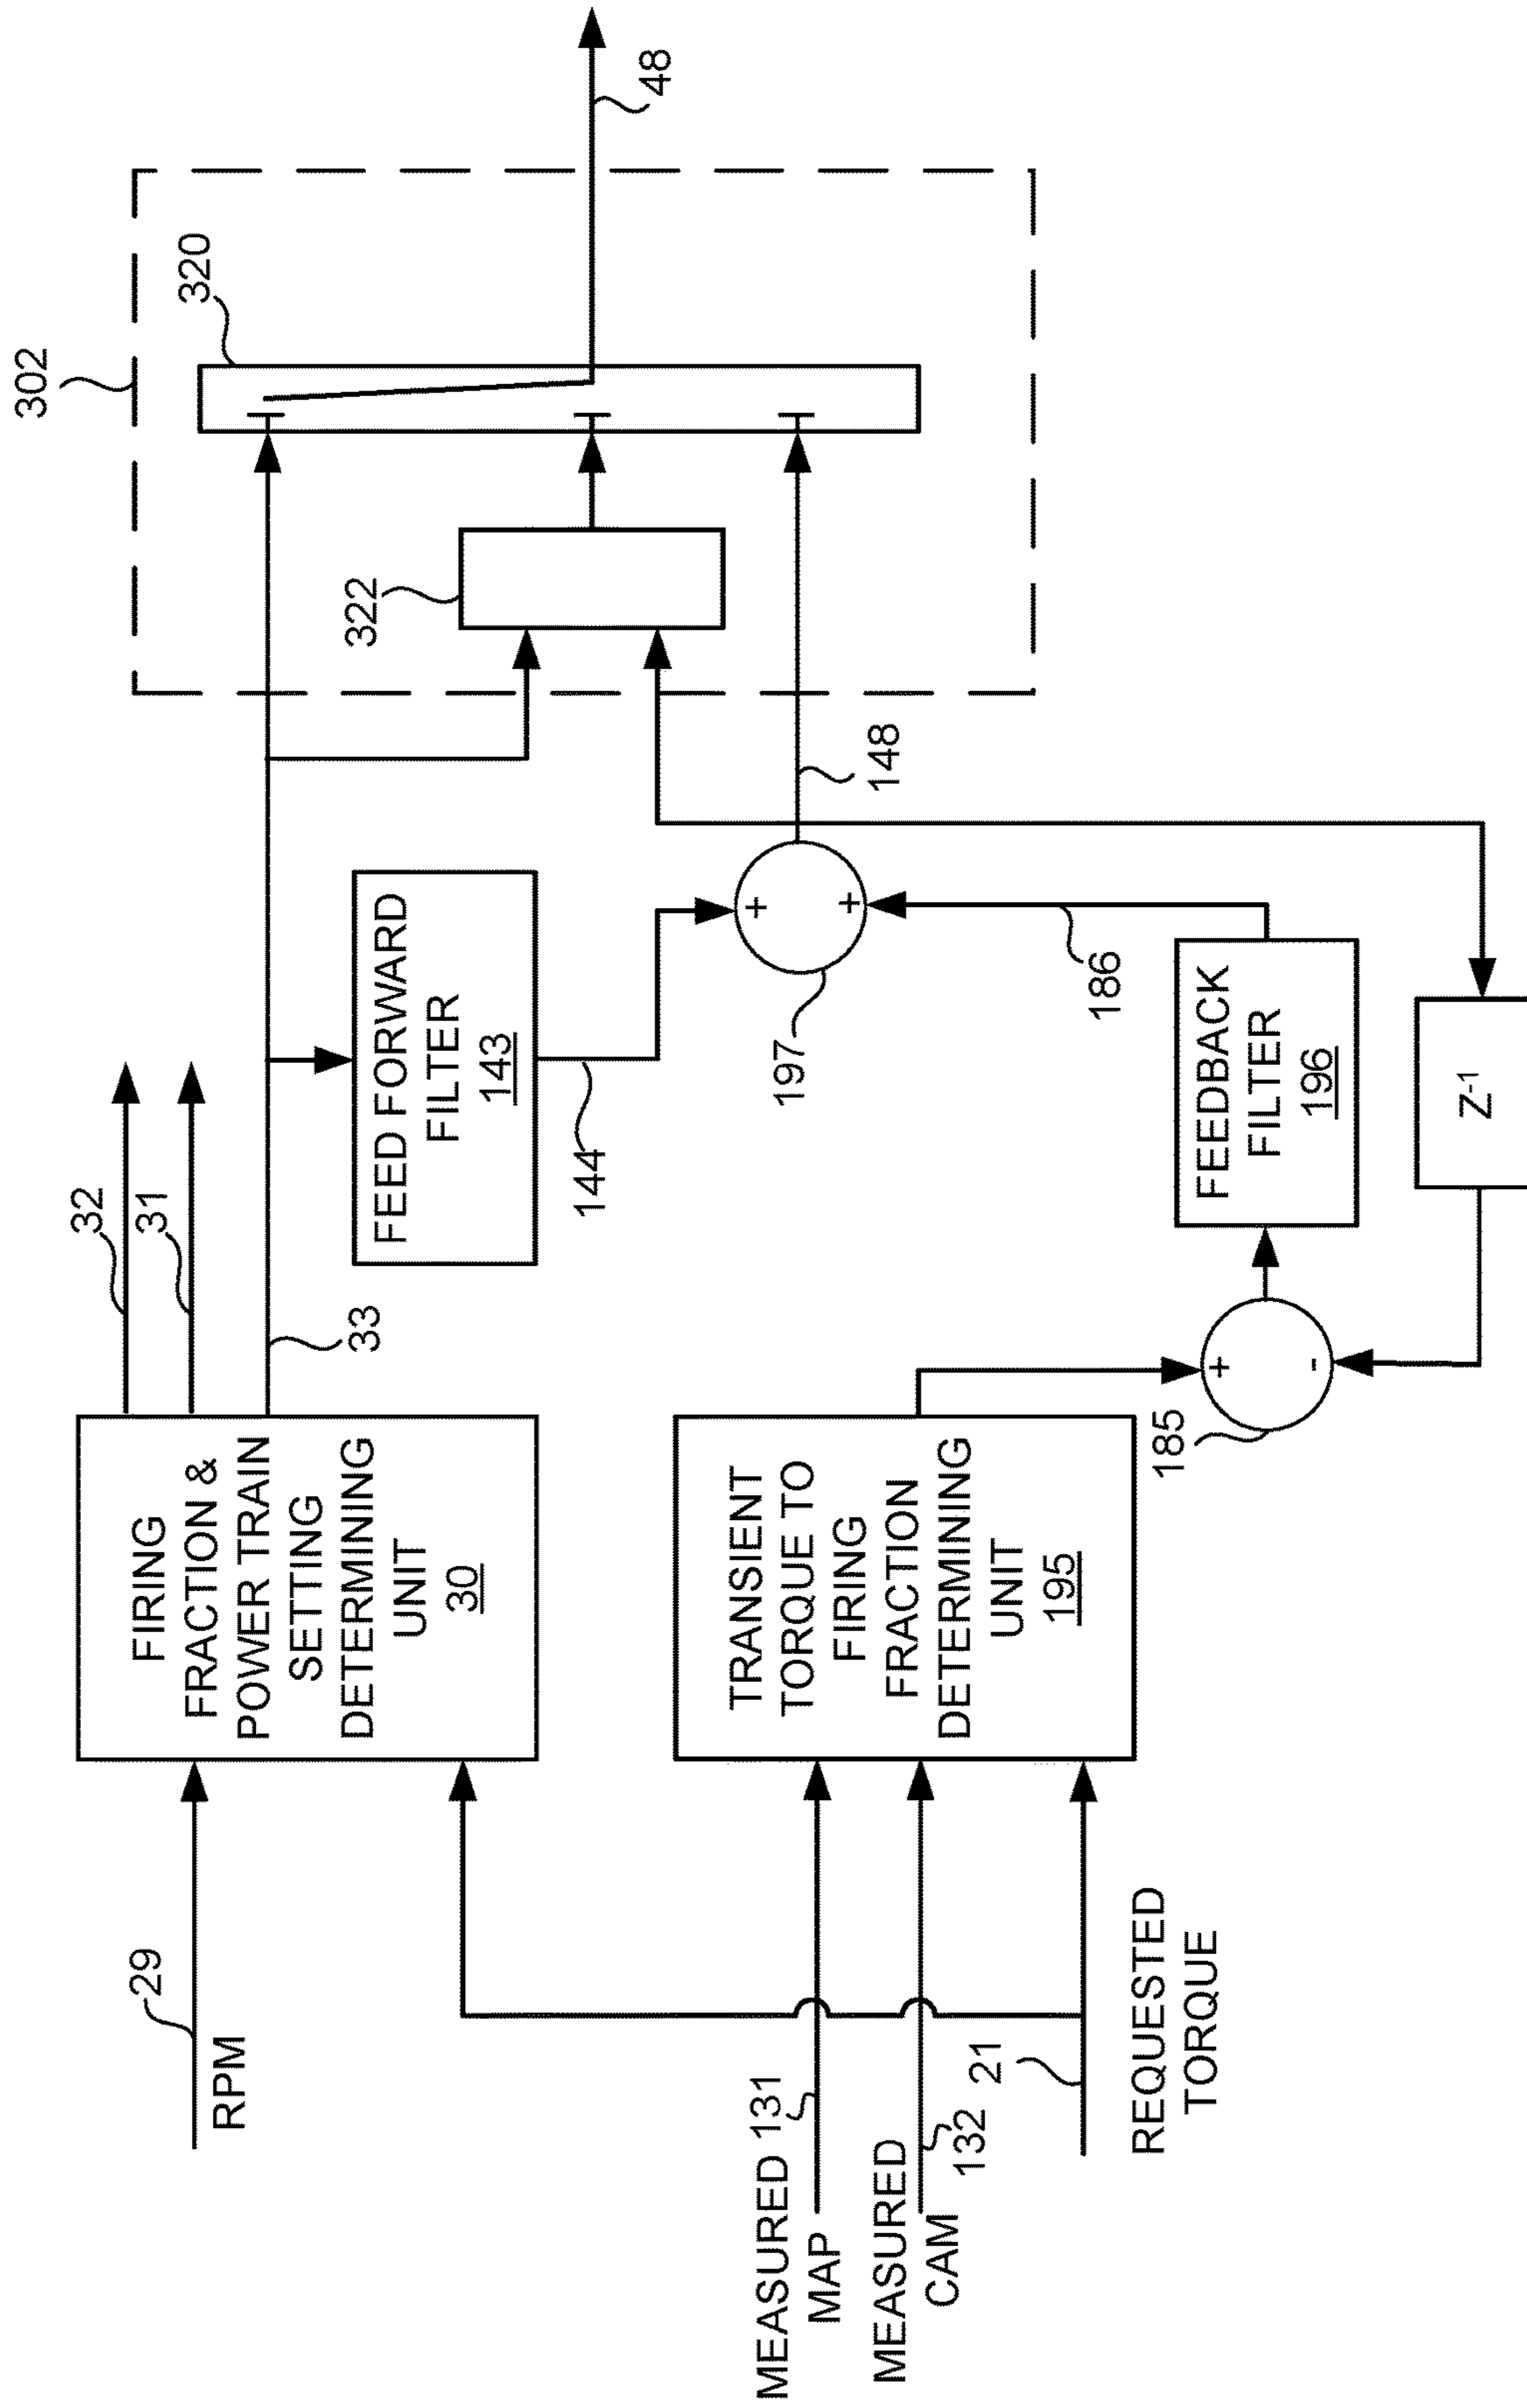 302
320
48
322
32
31
33
FEED FORWARD
FILTER
143
144
148
197
186
FIRING
FRACTION &
POWER TRAIN
SETTING
DETERMINING
UNIT
30
29
RPM
TRANSIENT
TORQUE TO
FIRING
FRACTION
DETERMINING
UNIT
195
+
+
185
+
-
FEEDBACK
FILTER
196
Z-1
MEASURED 131
MAP
MEASURED
CAM
132
21
REQUESTED
TORQUE